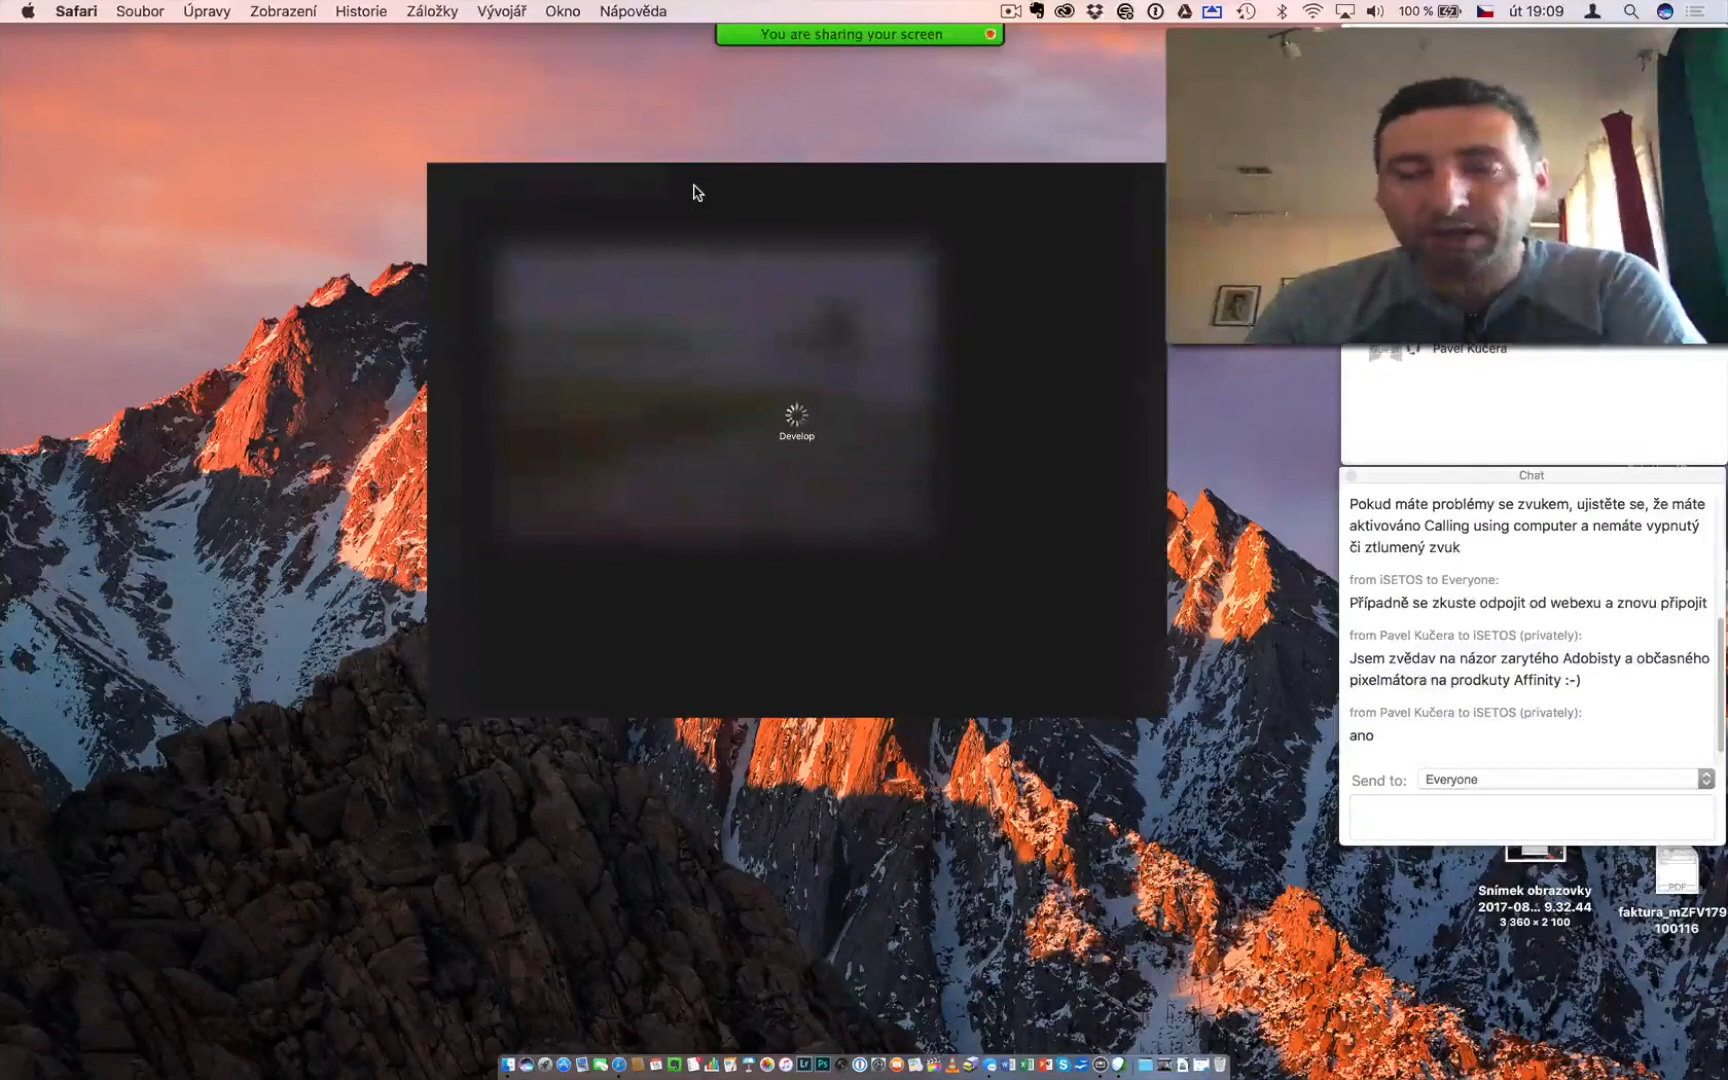 Safari Soubor Úpravy Zobrazení Historie Záložky Vývojář Okno Nápověda 100 % út 19:09
You are sharing your screen
Develop
Pavel Kučera
Chat
Pokud máte problémy se zvukem, ujistěte se, že máte
aktivováno Calling using computer a nemáte vypnutý
či ztlumený zvuk
from iSETOS to Everyone:
Případně se zkuste odpojit od webexu a znovu připojit
from Pavel Kučera to iSETOS (privately):
Jsem zvědav na názor zarytého Adobisty a občasného
pixelmátora na prodkuty Affinity :-)
from Pavel Kučera to iSETOS (privately):
ano
Send to: Everyone
Snímek obrazovky
2017-08... 9.32.44
3 360 × 2 100
PDF
faktura_mZFV179
100116
Lr
Ps